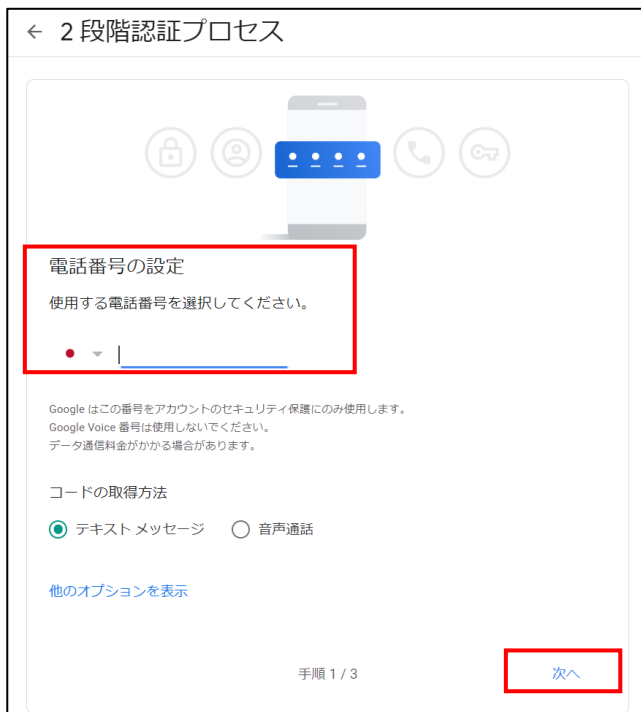 ← 2 段階認証プロセス
電話番号の設定
使用する電話番号を選択してください。
Google はこの番号をアカウントのセキュリティ保護にのみ使用します。
Google Voice 番号は使用しないでください。
データ通信料金がかかる場合があります。
コードの取得方法
テキスト メッセージ 音声通話
他のオプションを表示
手順 1 / 3 次へ